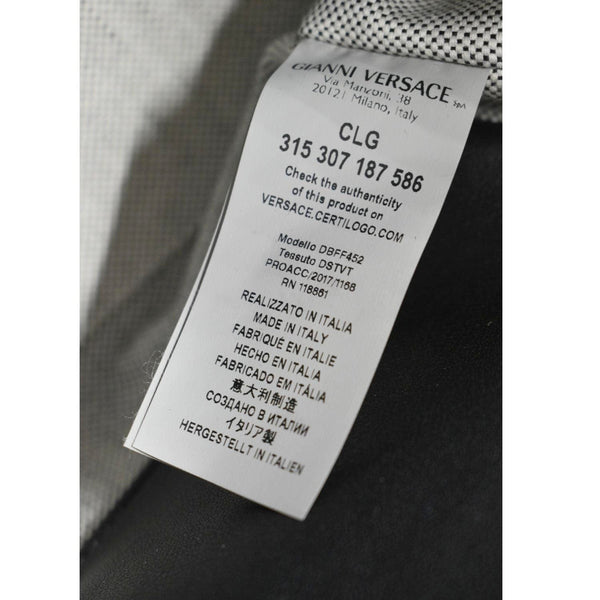 GIANNI VERSACE SpA
Via Manzoni, 38
20121 Milano, Italy
CLG
315 307 187 586
Check the authenticity
of this product on
VERSACE.CERTILOGO.COM
Modello DBFF452
Tessuto DSTVT
PROACC/2017/1168
RN 118861
REALIZZATO IN ITALIA
MADE IN ITALY
FABRIQUÉ EN ITALIE
HECHO EN ITALIA
FABRICADO EM ITÁLIA
意大利制造
СОЗДАНО В ИТАЛИИ
イタリア製
HERGESTELLT IN ITALIEN